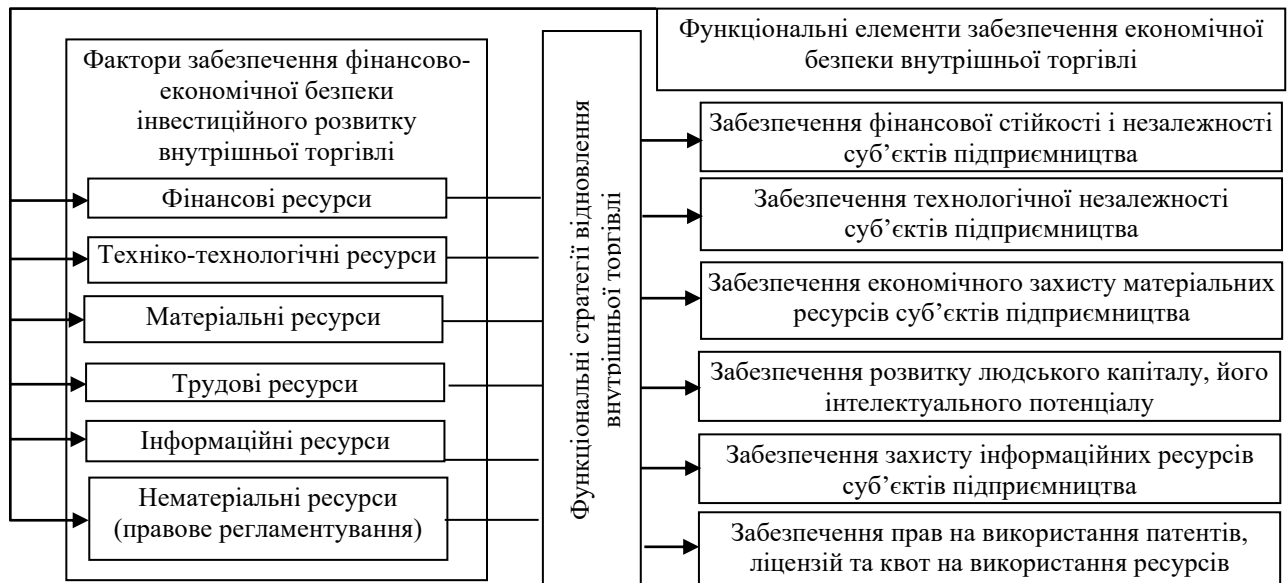 Фактори забезпечення фінансово-
економічної безпеки
інвестиційного розвитку
внутрішньої торгівлі
Фінансові ресурси
Техніко-технологічні ресурси
Матеріальні ресурси
Трудові ресурси
Інформаційні ресурси
Нематеріальні ресурси
(правове регламентування)
Функціональні стратегії відновлення
внутрішньої торгівлі
Функціональні елементи забезпечення економічної
безпеки внутрішньої торгівлі
Забезпечення фінансової стійкості і незалежності
суб’єктів підприємництва
Забезпечення технологічної незалежності
суб’єктів підприємництва
Забезпечення економічного захисту матеріальних
ресурсів суб’єктів підприємництва
Забезпечення розвитку людського капіталу, його
інтелектуального потенціалу
Забезпечення захисту інформаційних ресурсів
суб’єктів підприємництва
Забезпечення прав на використання патентів,
ліцензій та квот на використання ресурсів